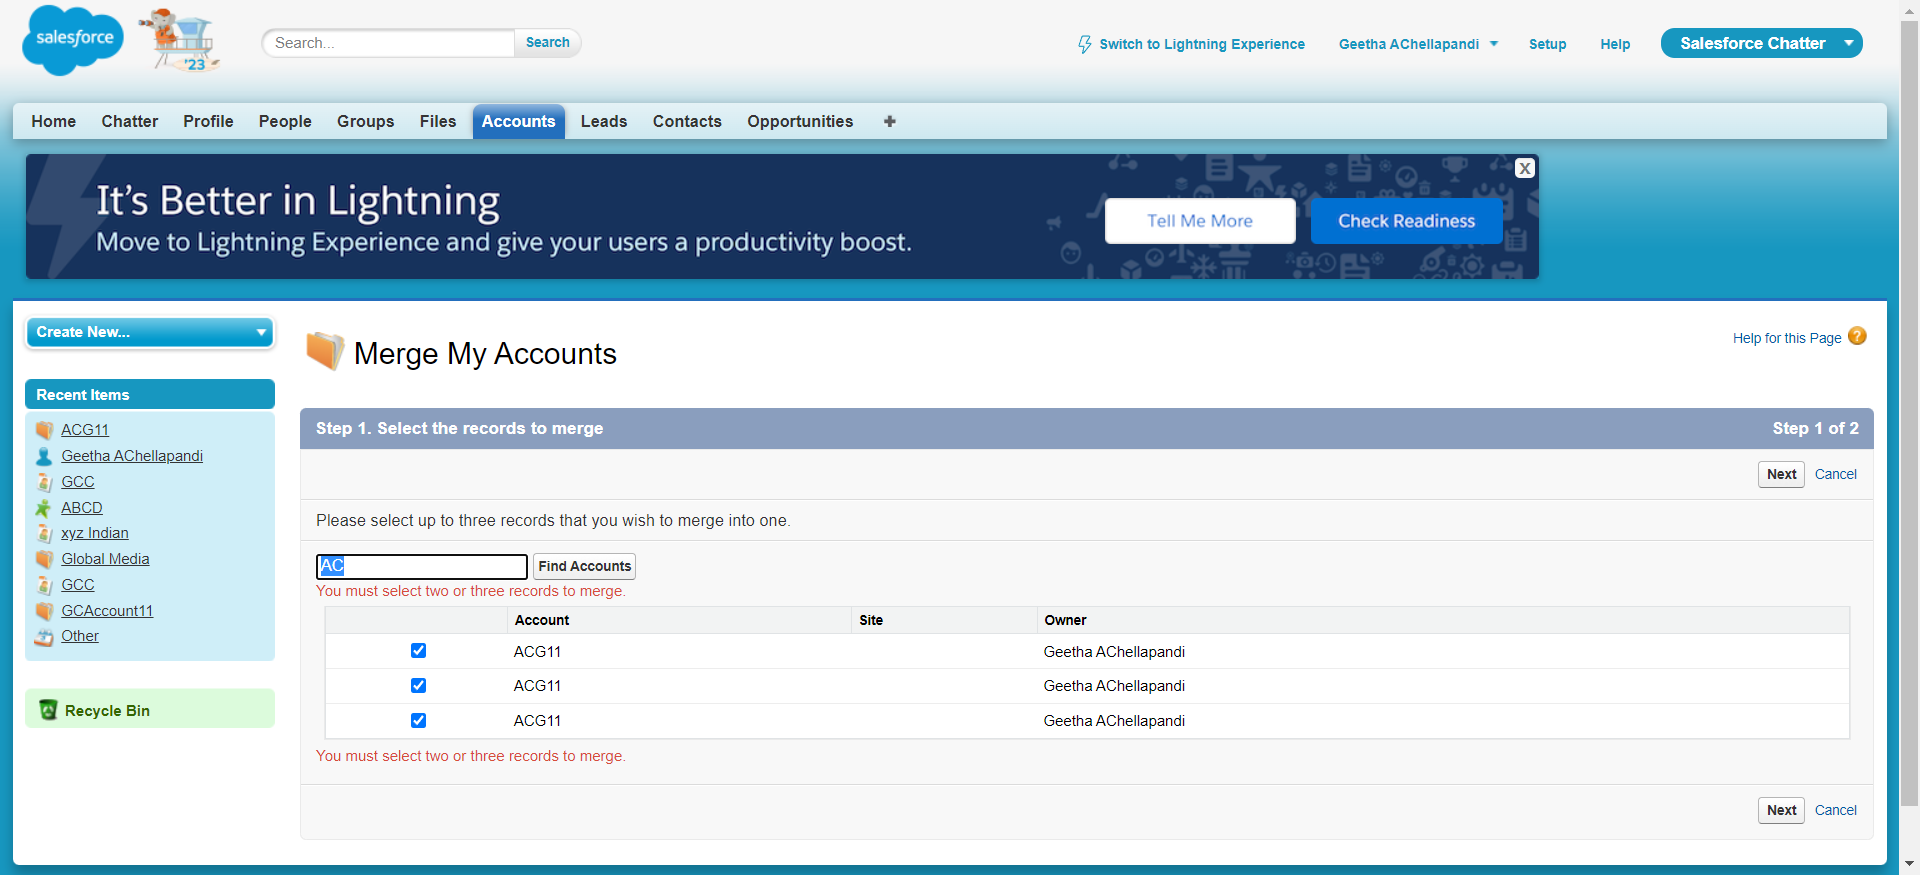 salesforce
'23
Search...
Search
Switch to Lightning Experience
Geetha AChellapandi
Setup
Help
Salesforce Chatter
Home
Chatter
Profile
People
Groups
Files
Accounts
Leads
Contacts
Opportunities
+
It's Better in Lightning
Move to Lightning Experience and give your users a productivity boost.
Tell Me More
Check Readiness
X
Create New...
Recent Items
ACG11
Geetha AChellapandi
GCC
ABCD
xyz Indian
Global Media
GCC
GCAccount11
Other
Recycle Bin
Merge My Accounts
Help for this Page ?
Step 1. Select the records to merge
Step 1 of 2
Next
Cancel
Please select up to three records that you wish to merge into one.
AC
Find Accounts
You must select two or three records to merge.
Account Site Owner
ACG11 Geetha AChellapandi
ACG11 Geetha AChellapandi
ACG11 Geetha AChellapandi
You must select two or three records to merge.
Next
Cancel